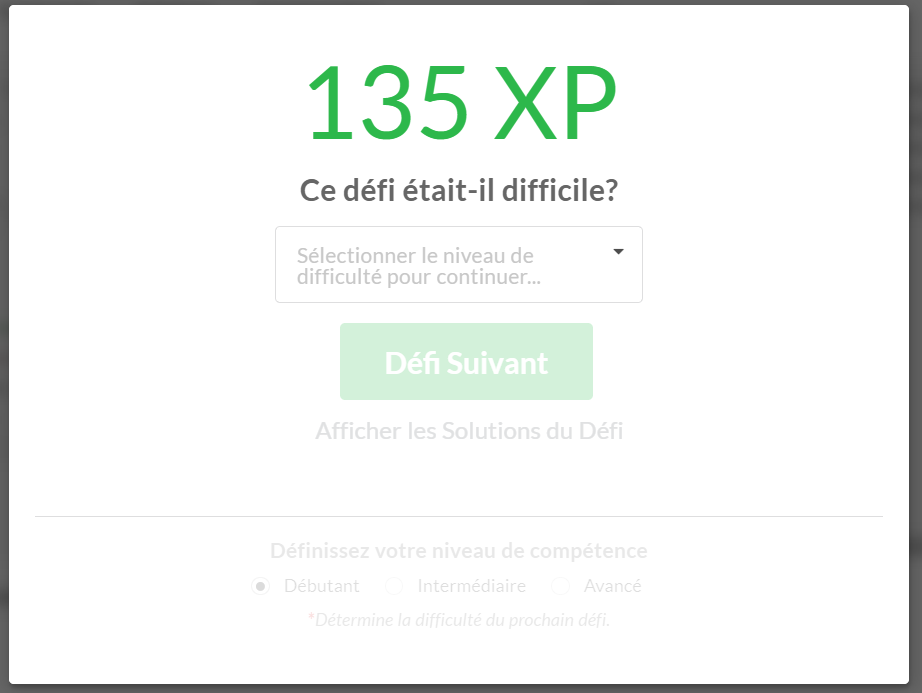 135 XP
Ce défi était-il difficile?
Sélectionner le niveau de
difficulté pour continuer...
Défi Suivant
Afficher les Solutions du Défi
Définissez votre niveau de compétence
Débutant Intermédiaire Avancé
*Détermine la difficulté du prochain défi.